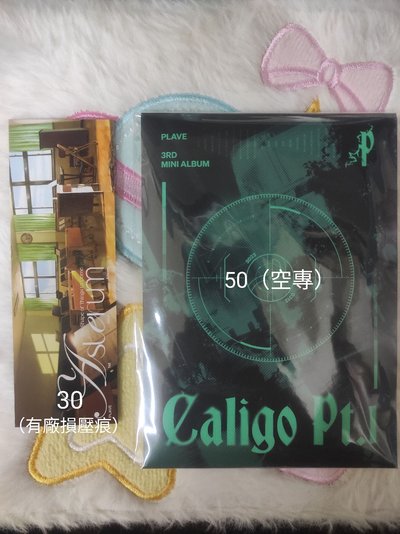 PLAVE
3RD
MINI ALBUM
p
50（空專）
Asterum
30
（有廠損壓痕）
Caligo Pt.1